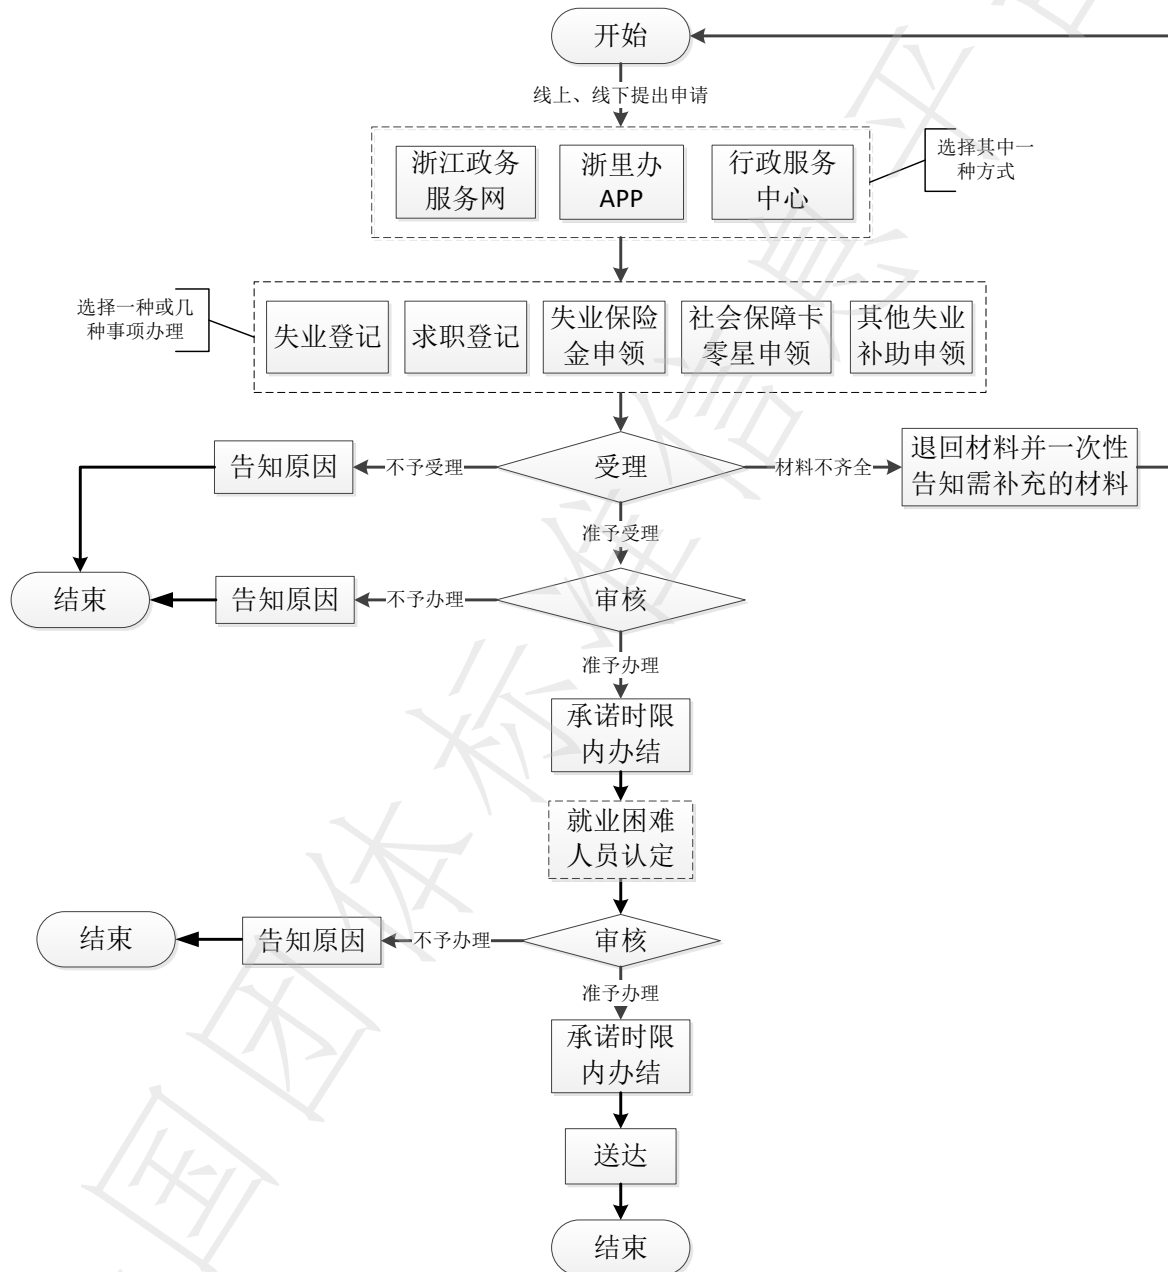 开始
线上、线下提出申请
浙江政务
服务网
浙里办
APP
行政服务
中心
选择其中一
种方式
选择一种或几
种事项办理
失业登记
求职登记
失业保险
金申领
社会保障卡
零星申领
其他失业
补助申领
告知原因
不予受理
受理
材料不齐全
退回材料并一次性
告知需补充的材料
准予受理
结束
告知原因
不予办理
审核
准予办理
承诺时限
内办结
就业困难
人员认定
结束
告知原因
不予办理
审核
准予办理
承诺时限
内办结
送达
结束
国团体标准信息平